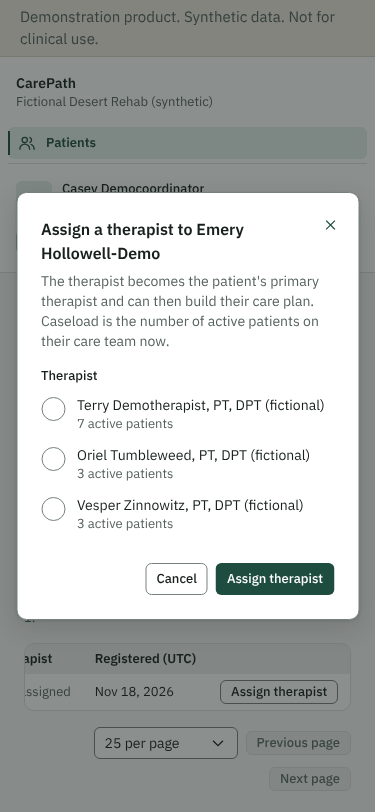 Demonstration product. Synthetic data. Not for
clinical use.
CarePath
Fictional Desert Rehab (synthetic)
Patients
Casey Democoordinator
Assign a therapist to Emery
Hollowell-Demo
The therapist becomes the patient's primary
therapist and can then build their care plan.
Caseload is the number of active patients on
their care team now.
Therapist
Terry Demotherapist, PT, DPT (fictional)
7 active patients
Oriel Tumbleweed, PT, DPT (fictional)
3 active patients
Vesper Zinnowitz, PT, DPT (fictional)
3 active patients
Cancel Assign therapist
apist Registered (UTC)
ssigned Nov 18, 2026 Assign therapist
25 per page Previous page
Next page